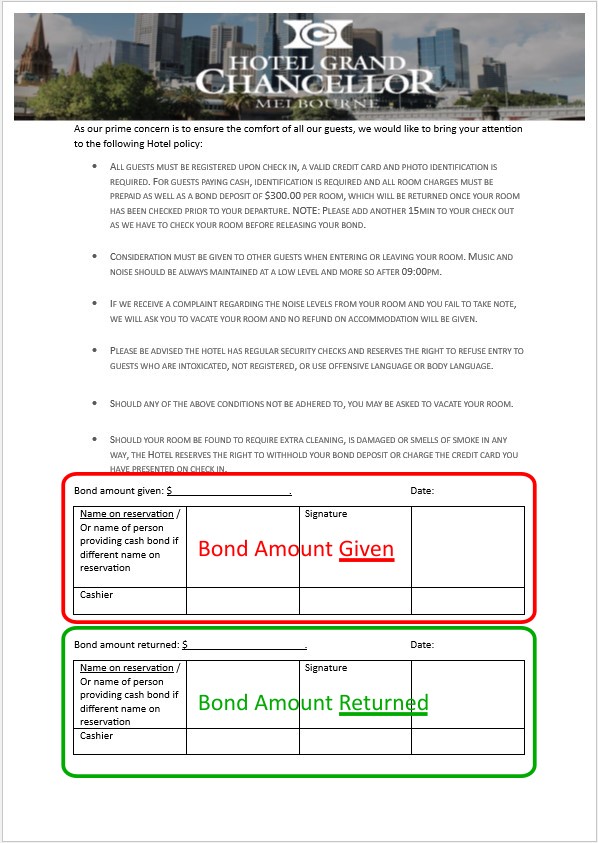 HOTEL GRAND
CHANCELLOR
MELBOURNE
As our prime concern is to ensure the comfort of all our guests, we would like to bring your attention
to the following Hotel policy:
• ALL GUESTS MUST BE REGISTERED UPON CHECK IN, A VALID CREDIT CARD AND PHOTO IDENTIFICATION IS
REQUIRED. FOR GUESTS PAYING CASH, IDENTIFICATION IS REQUIRED AND ALL ROOM CHARGES MUST BE
PREPAID AS WELL AS A BOND DEPOSIT OF $300.00 PER ROOM, WHICH WILL BE RETURNED ONCE YOUR ROOM
HAS BEEN CHECKED PRIOR TO YOUR DEPARTURE. NOTE: PLEASE ADD ANOTHER 15MIN TO YOUR CHECK OUT
AS WE HAVE TO CHECK YOUR ROOM BEFORE RELEASING YOUR BOND.
• CONSIDERATION MUST BE GIVEN TO OTHER GUESTS WHEN ENTERING OR LEAVING YOUR ROOM. MUSIC AND
NOISE SHOULD BE ALWAYS MAINTAINED AT A LOW LEVEL AND MORE SO AFTER 09:00PM.
• IF WE RECEIVE A COMPLAINT REGARDING THE NOISE LEVELS FROM YOUR ROOM AND YOU FAIL TO TAKE NOTE,
WE WILL ASK YOU TO VACATE YOUR ROOM AND NO REFUND ON ACCOMMODATION WILL BE GIVEN.
• PLEASE BE ADVISED THE HOTEL HAS REGULAR SECURITY CHECKS AND RESERVES THE RIGHT TO REFUSE ENTRY TO
GUESTS WHO ARE INTOXICATED, NOT REGISTERED, OR USE OFFENSIVE LANGUAGE OR BODY LANGUAGE.
• SHOULD ANY OF THE ABOVE CONDITIONS NOT BE ADHERED TO, YOU MAY BE ASKED TO VACATE YOUR ROOM.
• SHOULD YOUR ROOM BE FOUND TO REQUIRE EXTRA CLEANING, IS DAMAGED OR SMELLS OF SMOKE IN ANY
WAY, THE HOTEL RESERVES THE RIGHT TO WITHHOLD YOUR BOND DEPOSIT OR CHARGE THE CREDIT CARD YOU
HAVE PRESENTED ON CHECK IN.
Bond amount given: $ . Date:
Name on reservation /
Or name of person
providing cash bond if
different name on
reservation
Signature
Bond Amount Given
Cashier
Bond amount returned: $ . Date:
Name on reservation /
Or name of person
providing cash bond if
different name on
reservation
Signature
Bond Amount Returned
Cashier